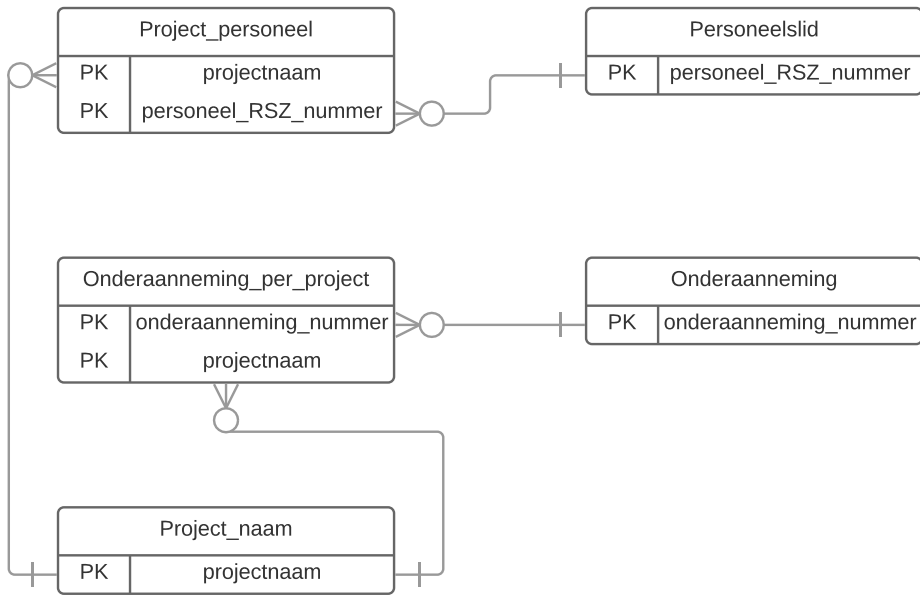 Project_personeel
PK projectnaam
PK personeel_RSZ_nummer
Personeelslid
PK personeel_RSZ_nummer
Onderaanneming_per_project
PK onderaanneming_nummer
PK projectnaam
Onderaanneming
PK onderaanneming_nummer
Project_naam
PK projectnaam